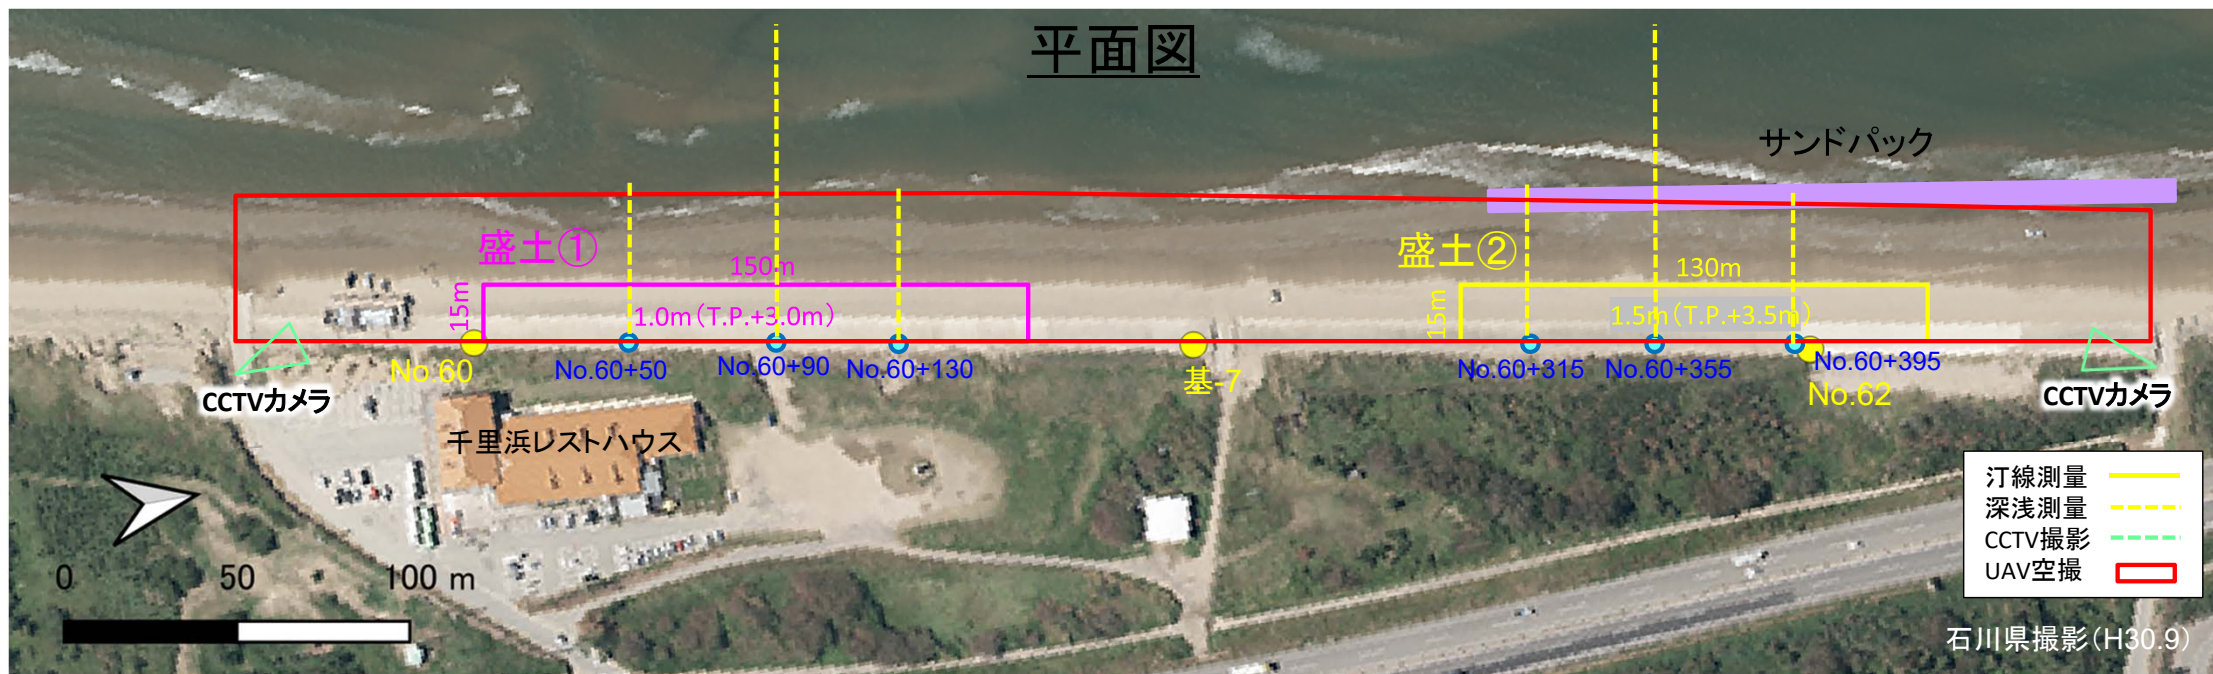 平面図
サンドパック
盛土①
盛土②
150m
130m
15m
1.0m(T.P.+3.0m)
15m
1.5m(T.P.+3.5m)
No.60
No.60+50
No.60+90
No.60+130
基-7
No.60+315
No.60+355
No.60+395
No.62
CCTVカメラ
CCTVカメラ
千里浜レストハウス
汀線測量
深浅測量
CCTV撮影
UAV空撮
0 50 100 m
石川県撮影(H30.9)